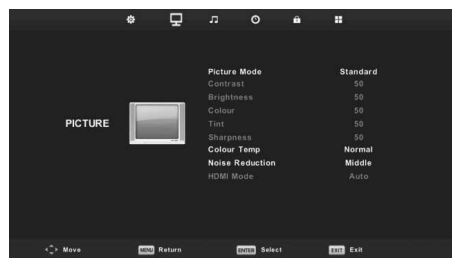 Picture Mode Standard
Contrast 50
Brightness 50
Colour 50
PICTURE
Tint 50
Sharpness 50
Colour Temp Normal
Noise Reduction Middle
HDMI Mode Auto
Move MENU Return ENTER Select EXIT Exit